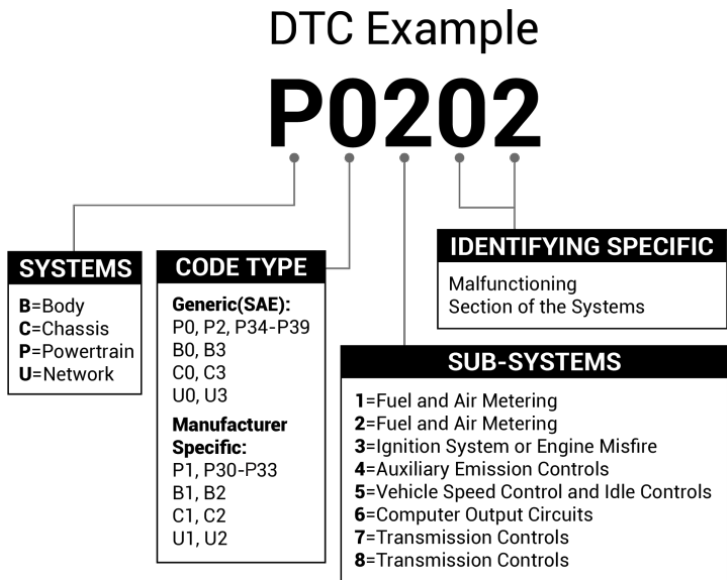 DTC Example
P0202
SYSTEMS
B=Body
C=Chassis
P=Powertrain
U=Network
CODE TYPE
Generic(SAE):
P0, P2, P34-P39
B0, B3
C0, C3
U0, U3
Manufacturer
Specific:
P1, P30-P33
B1, B2
C1, C2
U1, U2
IDENTIFYING SPECIFIC
Malfunctioning
Section of the Systems
SUB-SYSTEMS
1=Fuel and Air Metering
2=Fuel and Air Metering
3=Ignition System or Engine Misfire
4=Auxiliary Emission Controls
5=Vehicle Speed Control and Idle Controls
6=Computer Output Circuits
7=Transmission Controls
8=Transmission Controls